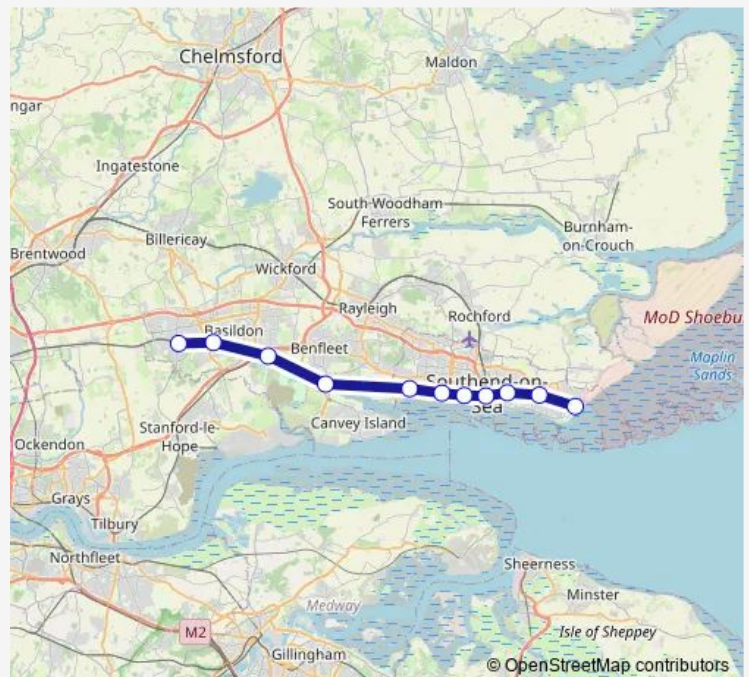 Chelmsford
Maldon
ngar
Ingatestone
South-Woodham
Ferrers
Burnham-
on-Crouch
Brentwood
Billericay
Wickford
Rayleigh
Rochford
MoD Shoebu
Basildon
Benfleet
Maplin
Sands
Southend-on-
Sea
Canvey Island
Stanford-le-
Hope
Ockendon
Grays
Tilbury
Northfleet
Sheerness
Minster
Medway
M2
Isle of Sheppey
Gillingham
© OpenStreetMap contributors